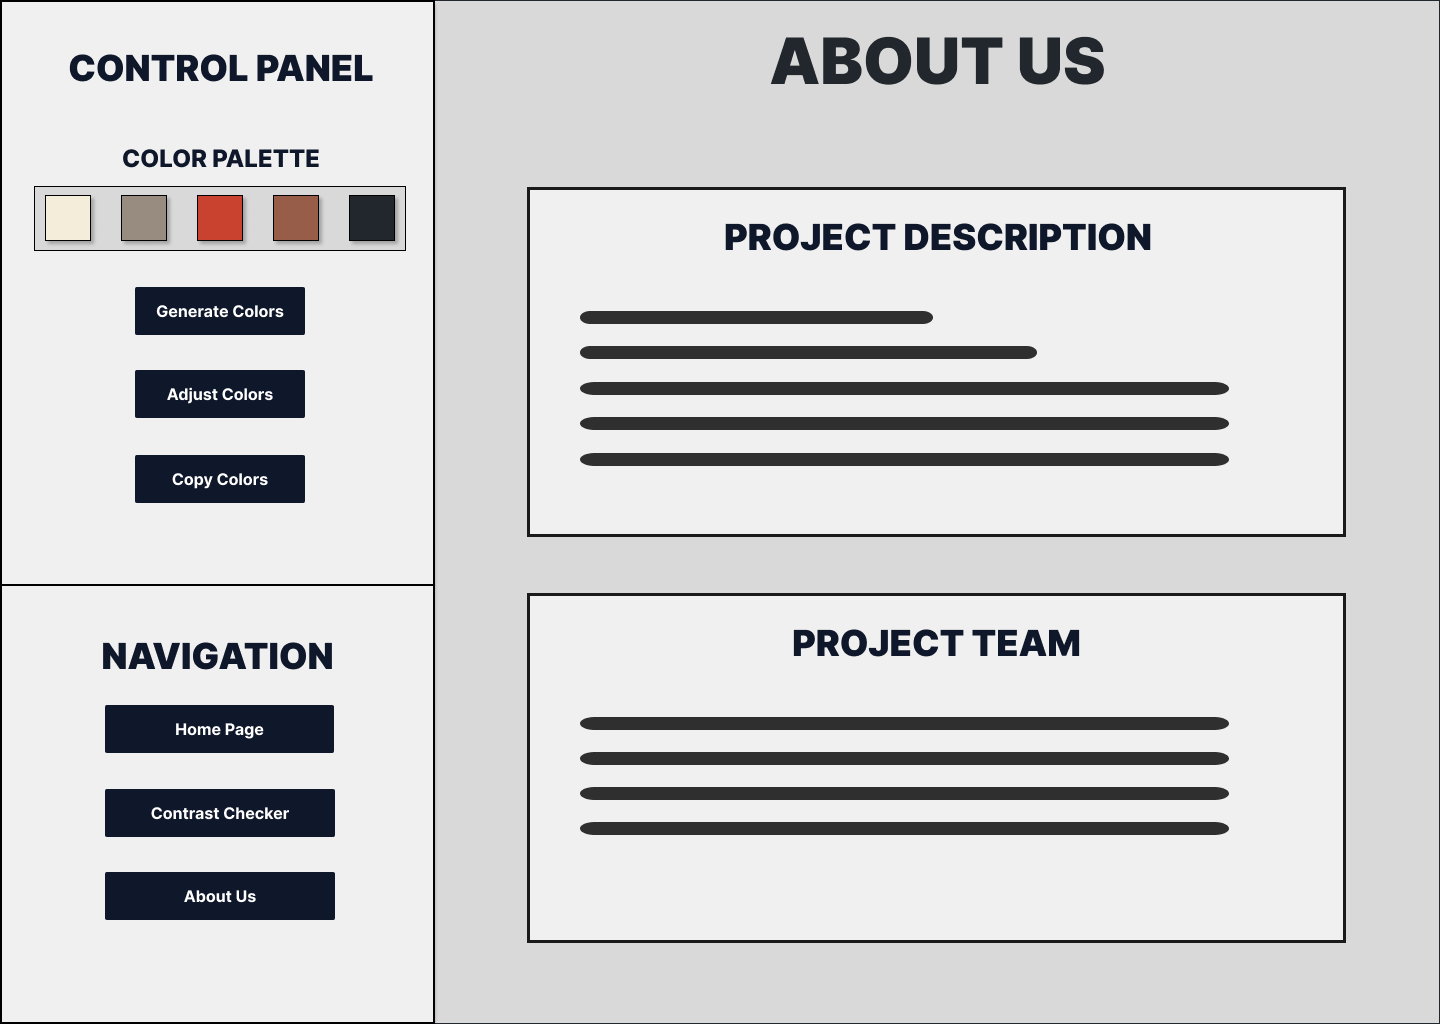 CONTROL PANEL
COLOR PALETTE
Generate Colors
Adjust Colors
Copy Colors
NAVIGATION
Home Page
Contrast Checker
About Us
ABOUT US
PROJECT DESCRIPTION
PROJECT TEAM